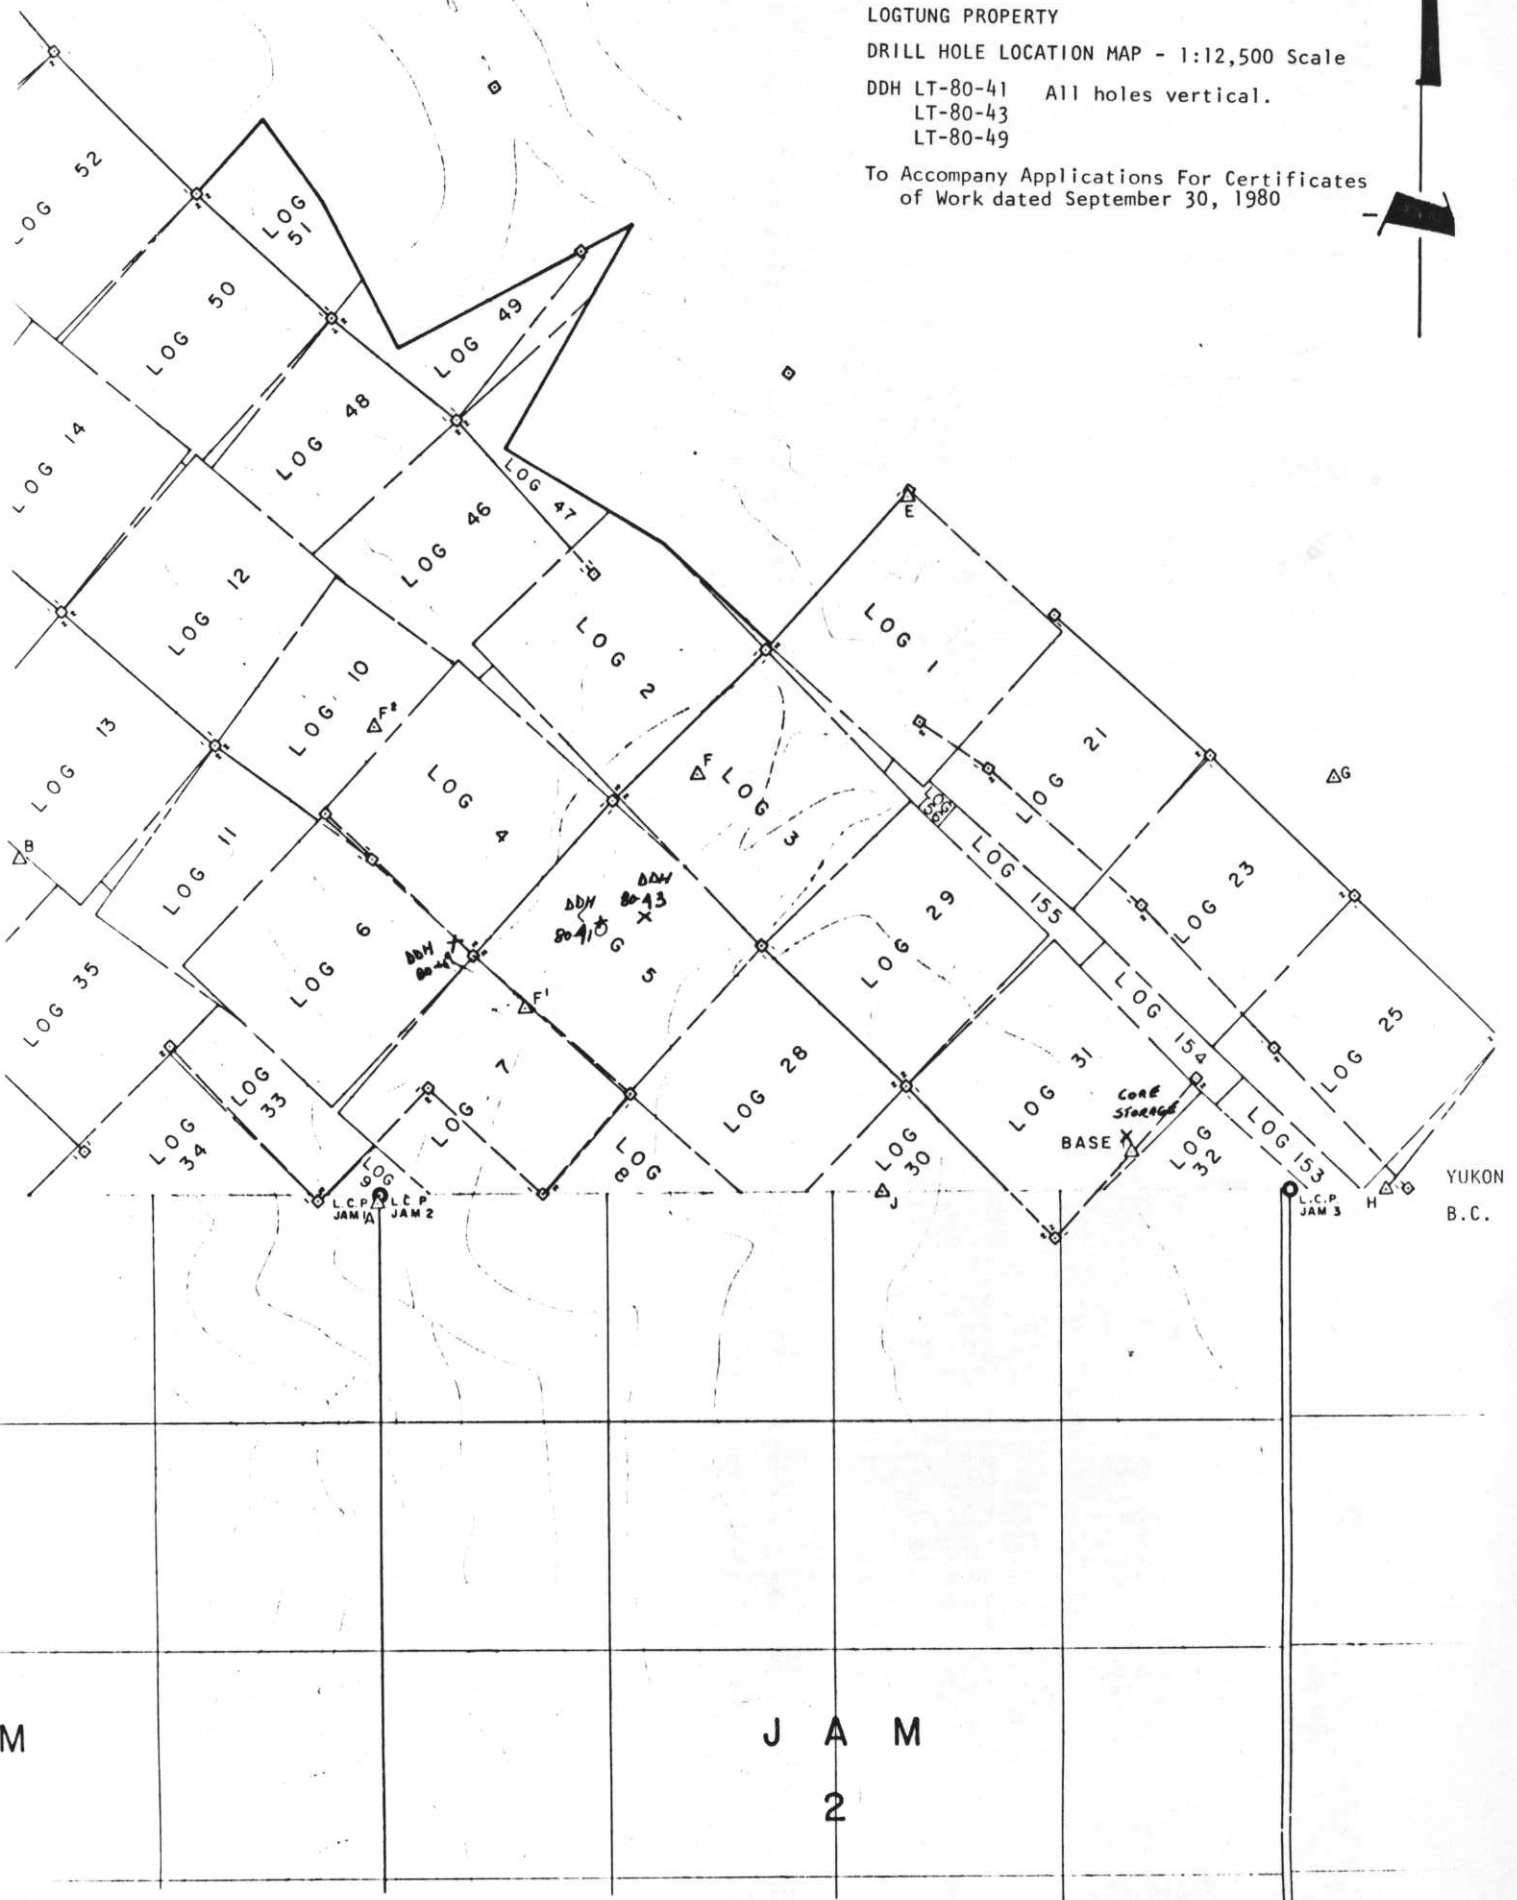 LOGTUNG PROPERTY
DRILL HOLE LOCATION MAP - 1:12,500 Scale
DDH LT-80-41 All holes vertical.
LT-80-43
LT-80-49
To Accompany Applications For Certificates
of Work dated September 30, 1980
LOG 52
LOG
51
LOG 50
LOG 49
LOG 48
LOG 14
LOG 47
LOG 46
E
LOG 12
LOG 1
LOG 2
LOG 10
F²
LOG 13
LOG 21
F
LOG 3
G
LOG 4
LOG
156
B
LOG 11
LOG 155
LOG 23
DDH
80-43
DDH
80-41
LOG 29
LOG 6
DDH
80-49
G 5
LOG 35
F¹
LOG 154
LOG 25
LOG 7
LOG 28
LOG 31
LOG
33
CORE
STORAGE
BASE
LOG
34
LOG
9
LOG
8
LOG
30
LOG
32
LOG 153
YUKON
B.C.
L.C.P.
JAM 1
A
L.C.P
JAM 2
J
L.C.P.
JAM 3
H
M
J A M
2